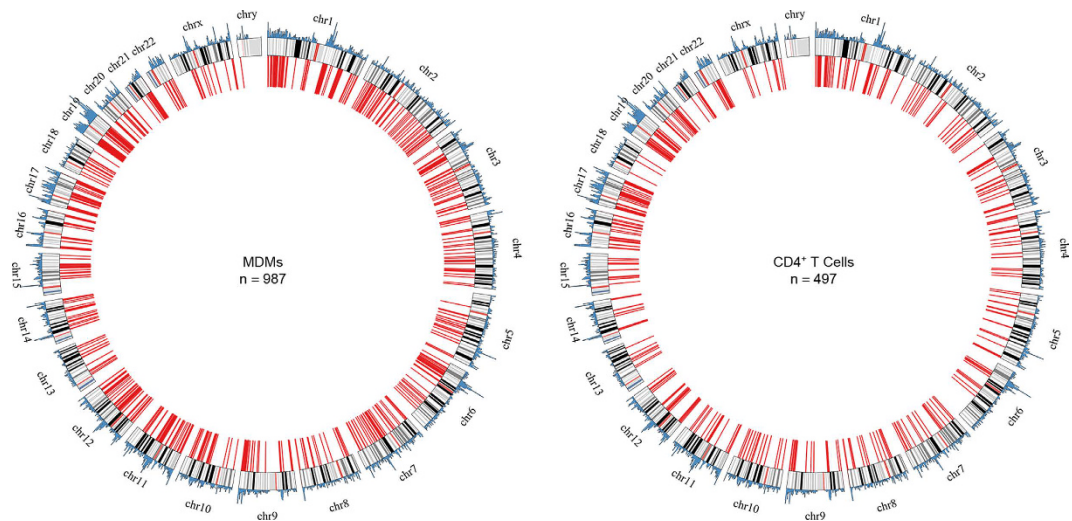 chr1
chr2
chr3
chr4
chr5
chr6
chr7
chr8
chr9
chr10
chr11
chr12
chr13
chr14
chr15
chr16
chr17
chr18
chr19
chr20
chr21
chr22
chrx
chry
MDMs
n = 987
chr1
chr2
chr3
chr4
chr5
chr6
chr7
chr8
chr9
chr10
chr11
chr12
chr13
chr14
chr15
chr16
chr17
chr18
chr19
chr20
chr21
chr22
chrx
chry
CD4⁺ T Cells
n = 497